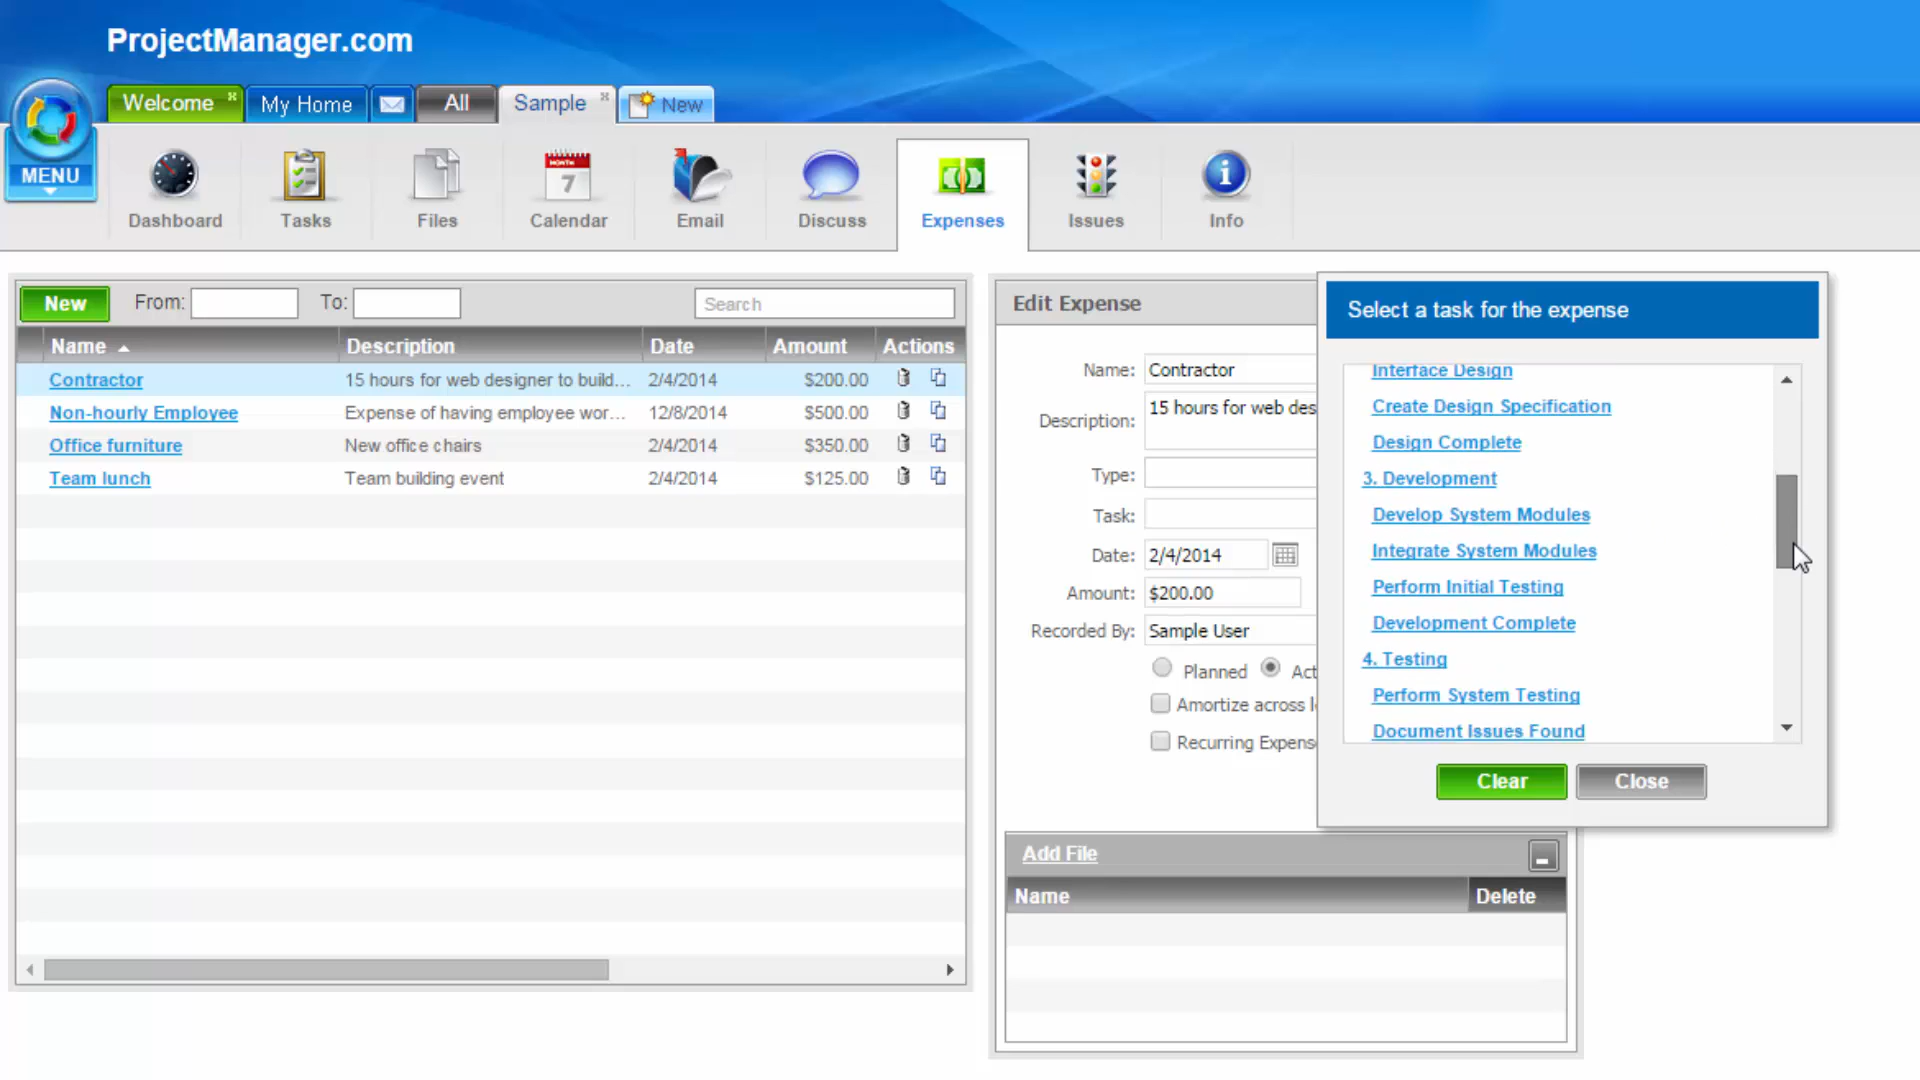 ProjectManager.com
Welcome x My Home All Sample x New
MENU
MONTH
7
Dashboard Tasks Files Calendar Email Discuss Expenses Issues Info
New From: To: Search
Name Description Date Amount Actions
Contractor 15 hours for web designer to build... 2/4/2014 $200.00
Non-hourly Employee Expense of having employee wor... 12/8/2014 $500.00
Office furniture New office chairs 2/4/2014 $350.00
Team lunch Team building event 2/4/2014 $125.00
Edit Expense
Name: Contractor
Description: 15 hours for web des
Type:
Task:
Date: 2/4/2014
Amount: $200.00
Recorded By: Sample User
Planned Act
Amortize across l
Recurring Expens
Select a task for the expense
Interface Design
Create Design Specification
Design Complete
3. Development
Develop System Modules
Integrate System Modules
Perform Initial Testing
Development Complete
4. Testing
Perform System Testing
Document Issues Found
Clear Close
Add File
Name Delete